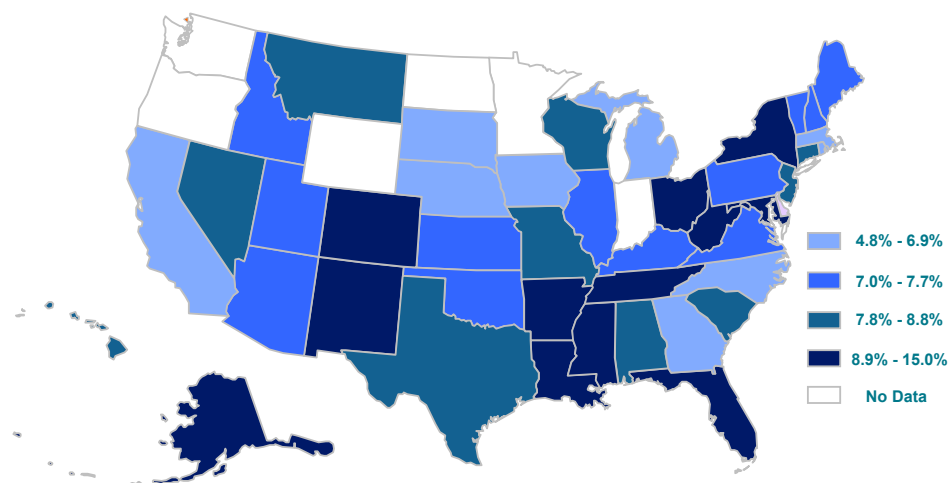 4.8% - 6.9%
7.0% - 7.7%
7.8% - 8.8%
8.9% - 15.0%
No Data